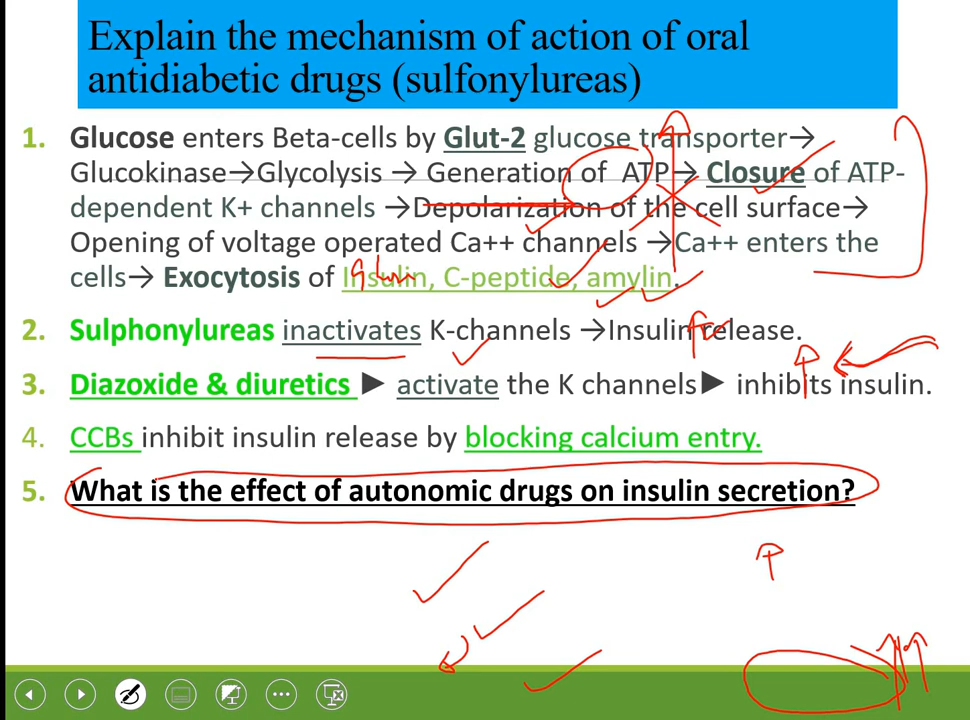 Explain the mechanism of action of oral
antidiabetic drugs (sulfonylureas)
1. Glucose enters Beta-cells by Glut-2 glucose transporter→
Glucokinase→Glycolysis → Generation of ATP→ Closure of ATP-
dependent K+ channels →Depolarization of the cell surface→
Opening of voltage operated Ca++ channels →Ca++ enters the
cells→ Exocytosis of Insulin, C-peptide, amylin.
2. Sulphonylureas inactivates K-channels →Insulin release.
3. Diazoxide & diuretics ► activate the K channels► inhibits insulin.
4. CCBs inhibit insulin release by blocking calcium entry.
5. What is the effect of autonomic drugs on insulin secretion?